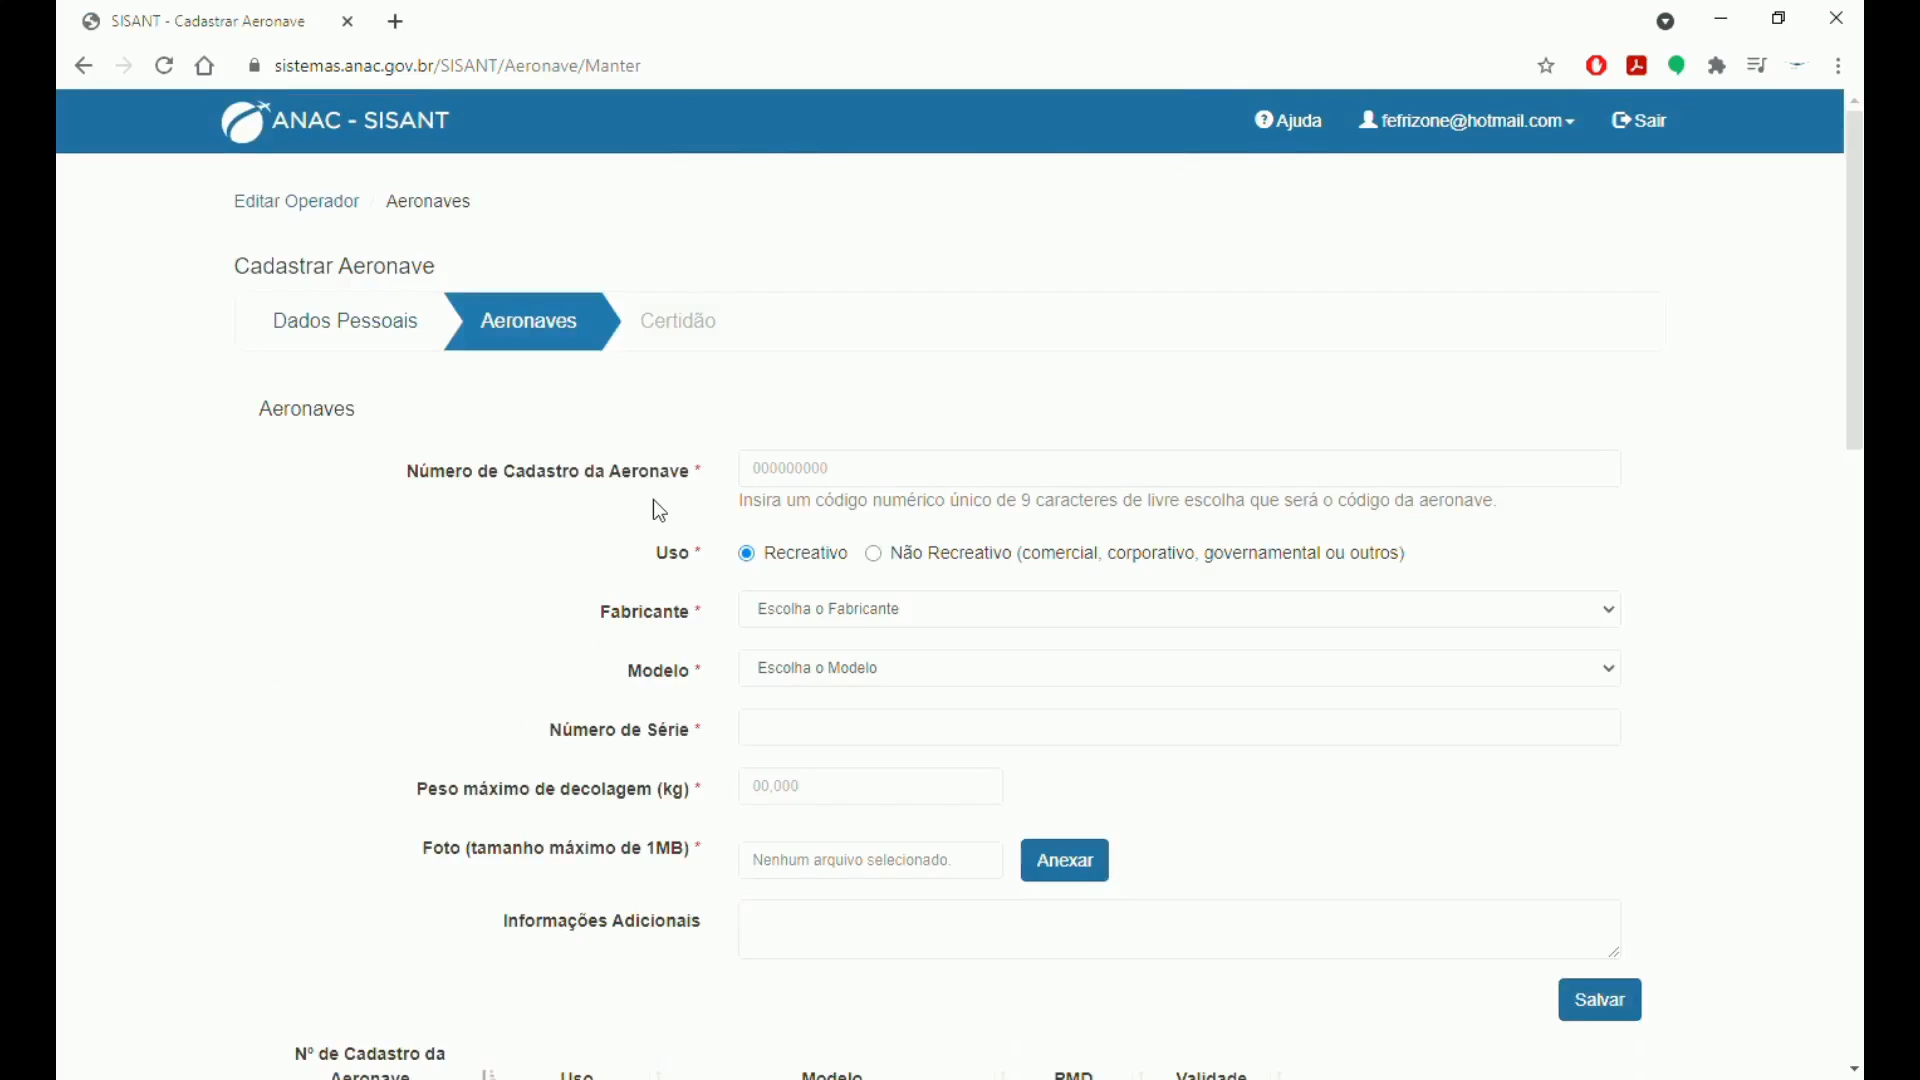 SISANT - Cadastrar Aeronave
sistemas.anac.gov.br/SISANT/Aeronave/Manter
ANAC - SISANT
Ajuda
fefrizone@hotmail.com
Sair
Editar Operador
Aeronaves
Cadastrar Aeronave
Dados Pessoais
Aeronaves
Certidão
Aeronaves
Número de Cadastro da Aeronave *
000000000
Insira um código numérico único de 9 caracteres de livre escolha que será o código da aeronave.
Uso *
Recreativo
Não Recreativo (comercial, corporativo, governamental ou outros)
Fabricante *
Escolha o Fabricante
Modelo *
Escolha o Modelo
Número de Série *
Peso máximo de decolagem (kg) *
00,000
Foto (tamanho máximo de 1MB) *
Nenhum arquivo selecionado.
Anexar
Informações Adicionais
Salvar
Nº de Cadastro da
Aeronave
Uso
Modelo
PMD
Validade